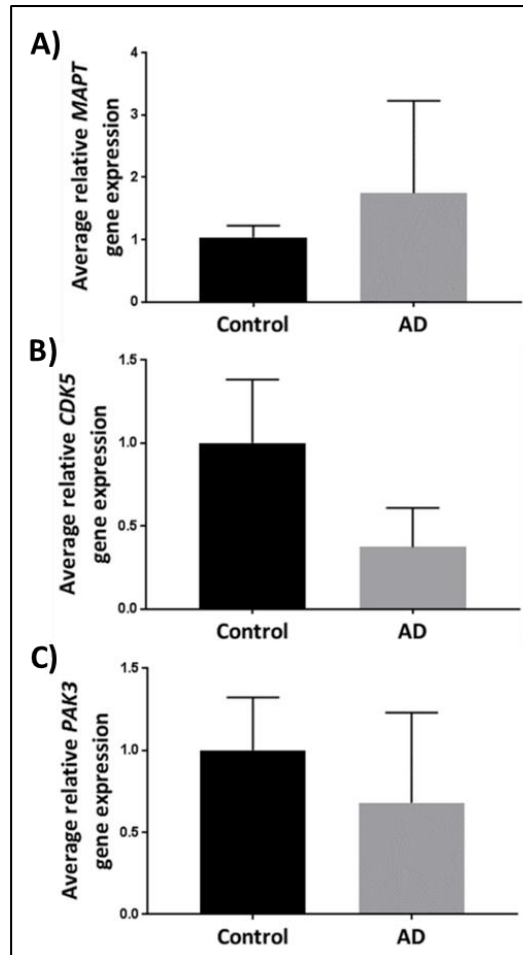 A)
Average relative MAPT
gene expression
4
3
2
1
0
Control AD
B)
Average relative CDK5
gene expression
1.5
1.0
0.5
0.0
Control AD
C)
Average relative PAK3
gene expression
1.5
1.0
0.5
0.0
Control AD